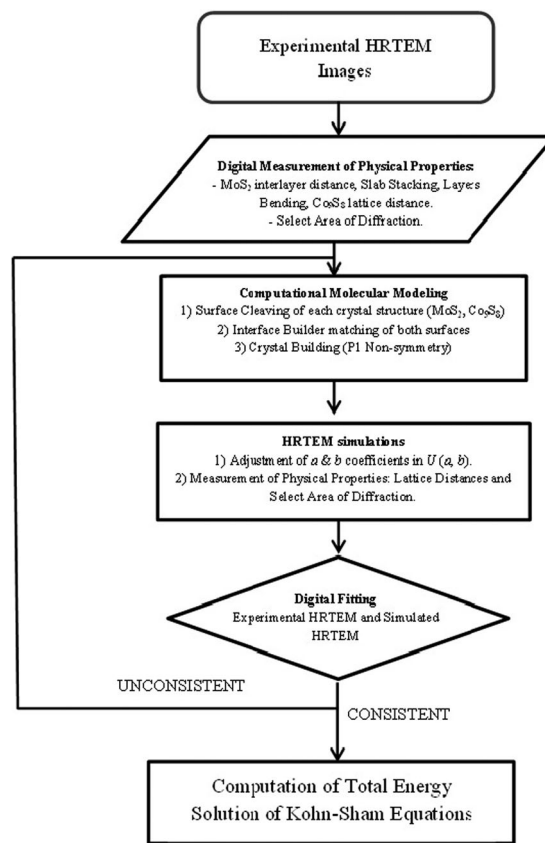 Experimental HRTEM
Images
Digital Measurement of Physical Properties:
- MoS₂ interlayer distance, Slab Stacking, Layers
Bending, Co₉S₈ lattice distance.
- Select Area of Diffraction.
Computational Molecular Modeling
1) Surface Cleaving of each crystal structure (MoS₂, Co₉S₈)
2) Interface Builder matching of both surfaces
3) Crystal Building (P1 Non-symmetry)
HRTEM simulations
1) Adjustment of a & b coefficients in U (a, b).
2) Measurement of Physical Properties: Lattice Distances and
Select Area of Diffraction.
Digital Fitting
Experimental HRTEM and Simulated
HRTEM
UNCONSISTENT
CONSISTENT
Computation of Total Energy
Solution of Kohn-Sham Equations